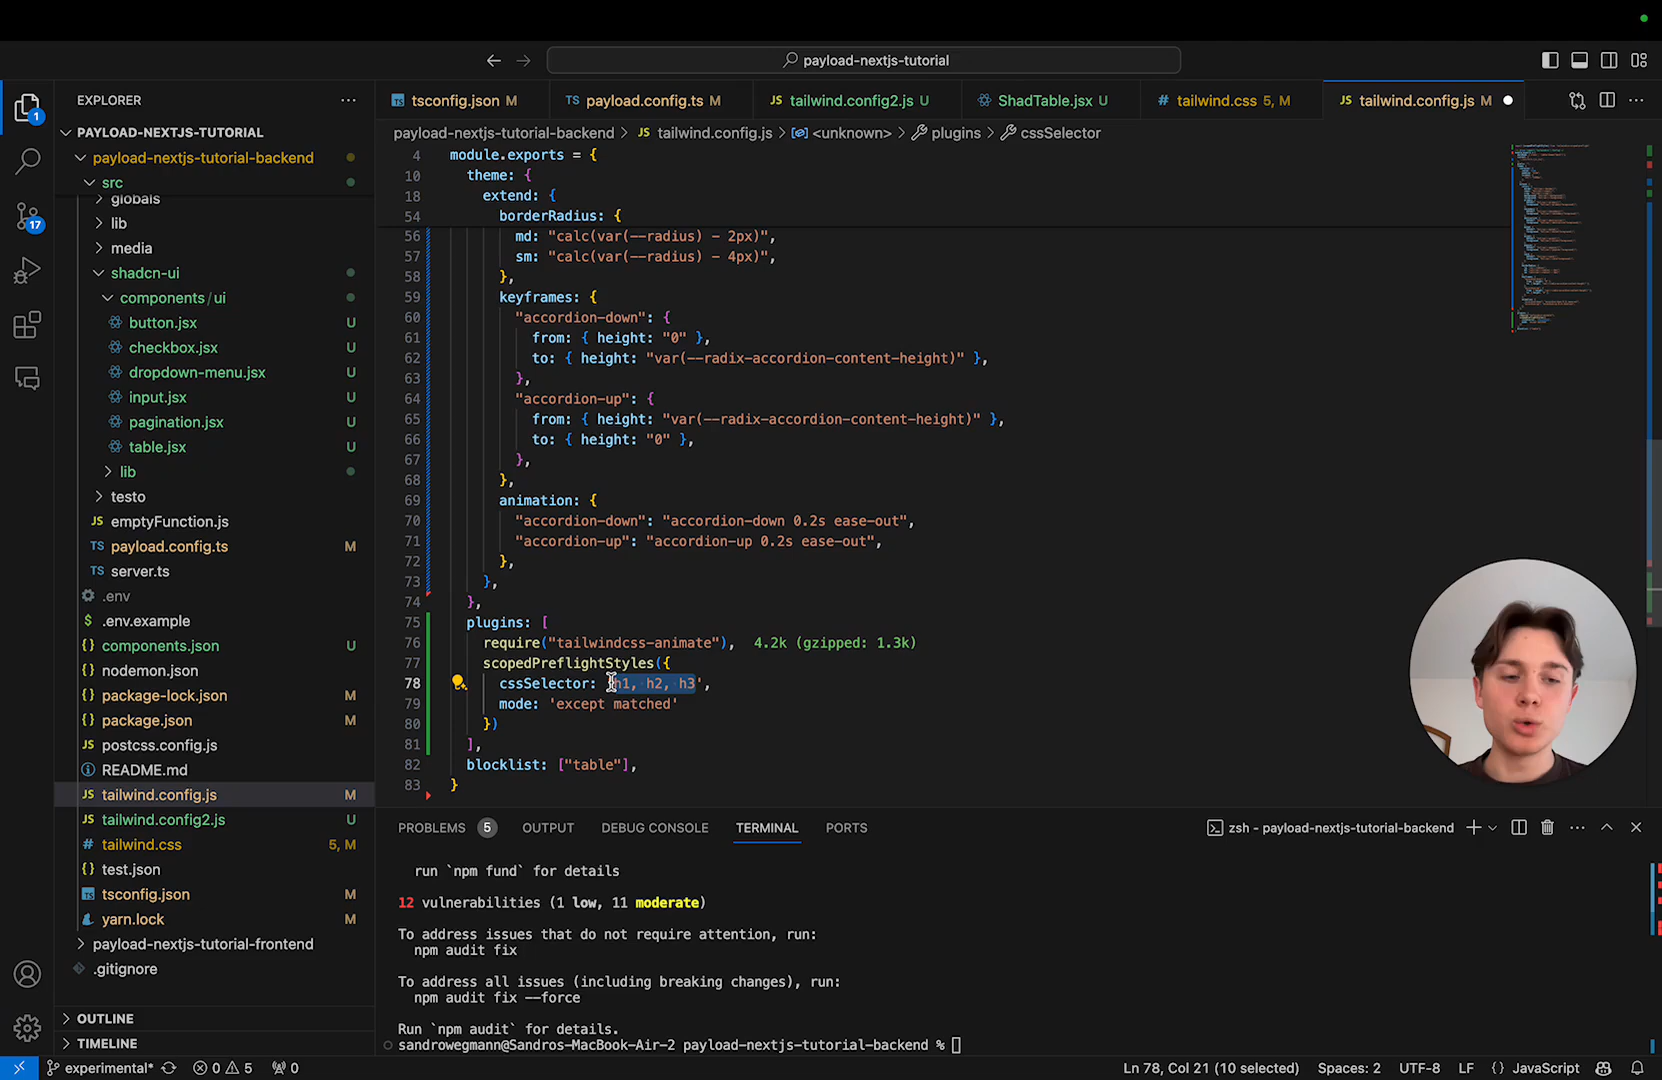 payload-nextjs-tutorial
EXPLORER
PAYLOAD-NEXTJS-TUTORIAL
payload-nextjs-tutorial-backend
src
globals
lib
media
shadcn-ui
components/ui
button.jsx U
checkbox.jsx U
dropdown-menu.jsx U
input.jsx U
pagination.jsx U
table.jsx U
lib
testo
JS emptyFunction.js
TS payload.config.ts M
TS server.ts
.env
$ .env.example
{} components.json U
{} nodemon.json
{} package-lock.json M
{} package.json M
JS postcss.config.js
README.md
JS tailwind.config.js M
JS tailwind.config2.js U
# tailwind.css 5, M
{} test.json
tsconfig.json M
yarn.lock M
payload-nextjs-tutorial-frontend
.gitignore
OUTLINE
TIMELINE
1
17
tsconfig.json M
TS payload.config.ts M
JS tailwind.config2.js U
ShadTable.jsx U
# tailwind.css 5, M
JS tailwind.config.js M
payload-nextjs-tutorial-backend > JS tailwind.config.js > <unknown> > plugins > cssSelector
4 module.exports = {
10 theme: {
18 extend: {
54 borderRadius: {
56 md: "calc(var(--radius) - 2px)",
57 sm: "calc(var(--radius) - 4px)",
58 },
59 keyframes: {
60 "accordion-down": {
61 from: { height: "0" },
62 to: { height: "var(--radix-accordion-content-height)" },
63 },
64 "accordion-up": {
65 from: { height: "var(--radix-accordion-content-height)" },
66 to: { height: "0" },
67 },
68 },
69 animation: {
70 "accordion-down": "accordion-down 0.2s ease-out",
71 "accordion-up": "accordion-up 0.2s ease-out",
72 },
73 },
74 },
75 plugins: [
76 require("tailwindcss-animate"), 4.2k (gzipped: 1.3k)
77 scopedPreflightStyles({
78 cssSelector: 'h1, h2, h3',
79 mode: 'except matched'
80 })
81 ],
82 blocklist: ["table"],
83 }
PROBLEMS 5 OUTPUT DEBUG CONSOLE TERMINAL PORTS
zsh - payload-nextjs-tutorial-backend
run `npm fund` for details
12 vulnerabilities (1 low, 11 moderate)
To address issues that do not require attention, run:
npm audit fix
To address all issues (including breaking changes), run:
npm audit fix --force
Run `npm audit` for details.
sandrowegmann@Sandros-MacBook-Air-2 payload-nextjs-tutorial-backend %
experimental* 0 5 0
Ln 78, Col 21 (10 selected) Spaces: 2 UTF-8 LF {} JavaScript